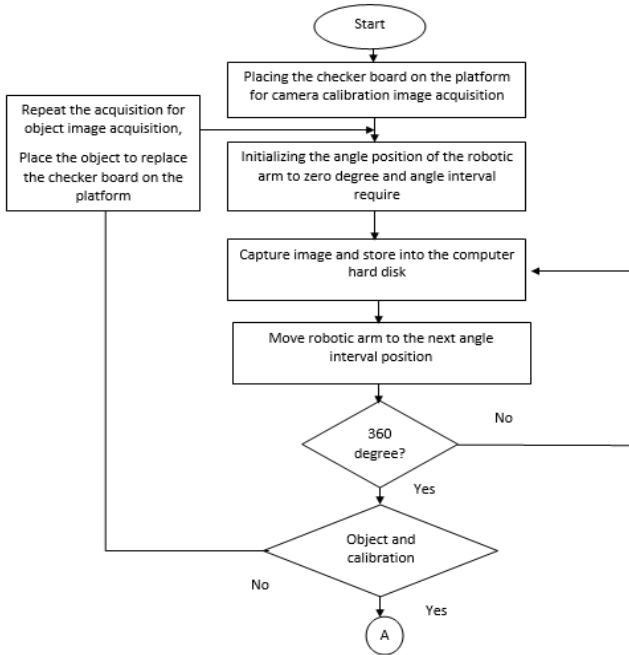 Start
Placing the checker board on the platform
for camera calibration image acquisition
Repeat the acquisition for
object image acquisition,
Place the object to replace
the checker board on the
platform
Initializing the angle position of the robotic
arm to zero degree and angle interval
require
Capture image and store into the computer
hard disk
Move robotic arm to the next angle
interval position
360
degree?
No
Yes
Object and
calibration
No
Yes
A